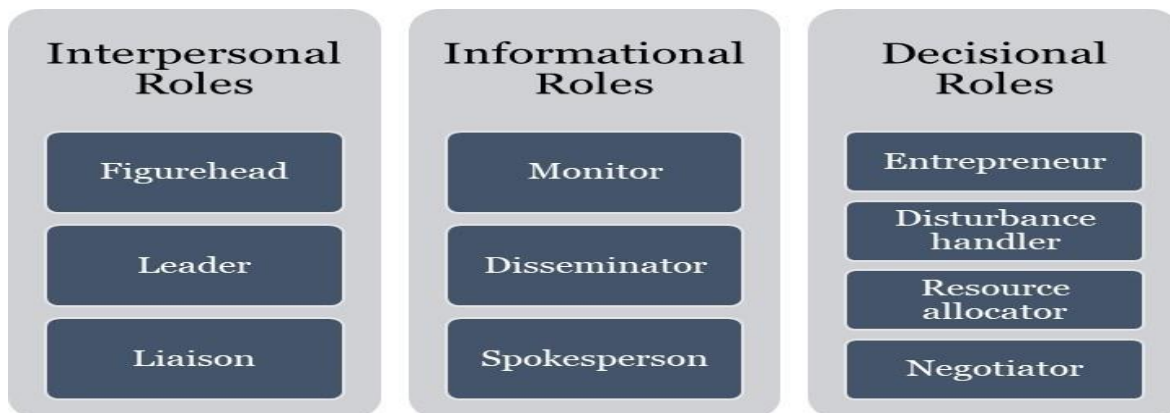 Interpersonal
Roles
Figurehead
Leader
Liaison
Informational
Roles
Monitor
Disseminator
Spokesperson
Decisional
Roles
Entrepreneur
Disturbance
handler
Resource
allocator
Negotiator